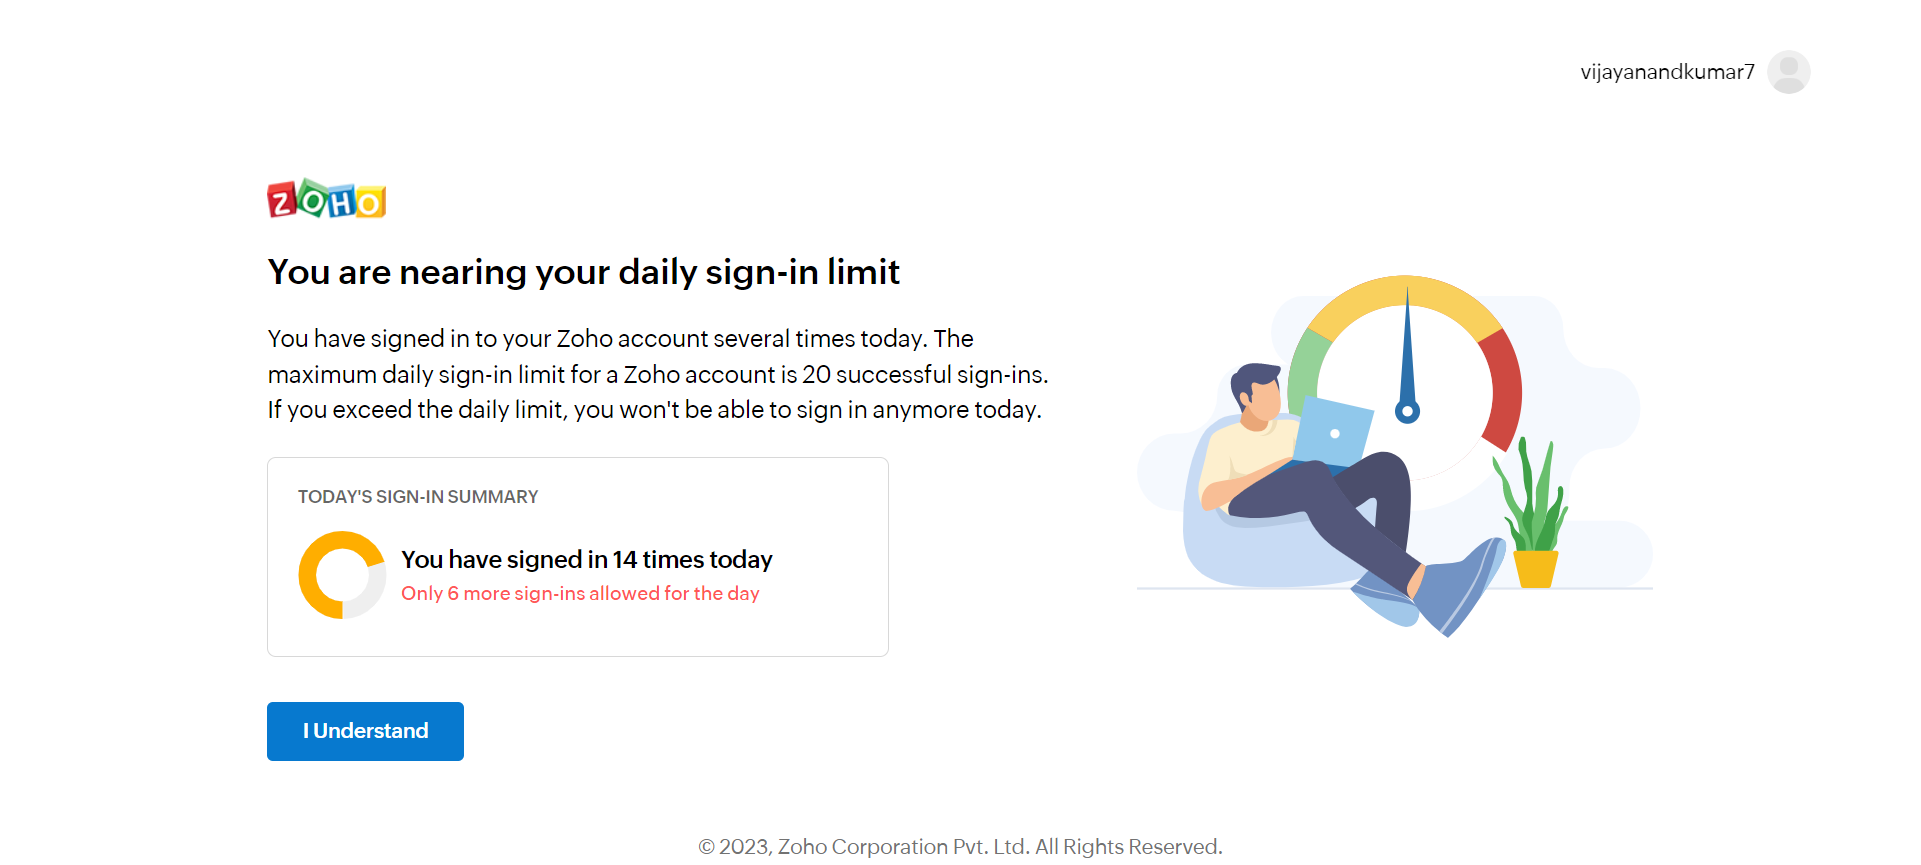 vijayanandkumar7
ZOHO
You are nearing your daily sign-in limit
You have signed in to your Zoho account several times today. The
maximum daily sign-in limit for a Zoho account is 20 successful sign-ins.
If you exceed the daily limit, you won't be able to sign in anymore today.
TODAY'S SIGN-IN SUMMARY
You have signed in 14 times today
Only 6 more sign-ins allowed for the day
I Understand
© 2023, Zoho Corporation Pvt. Ltd. All Rights Reserved.